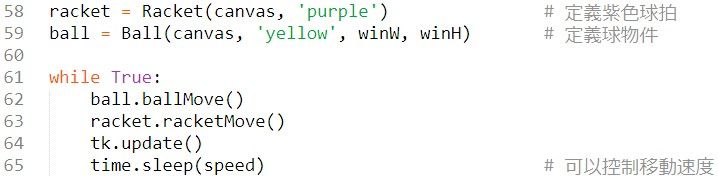 58 racket = Racket(canvas, 'purple') # 定義紫色球拍
59 ball = Ball(canvas, 'yellow', winW, winH) # 定義球物件
60
61 while True:
62     ball.ballMove()
63     racket.racketMove()
64     tk.update()
65     time.sleep(speed) # 可以控制移動速度